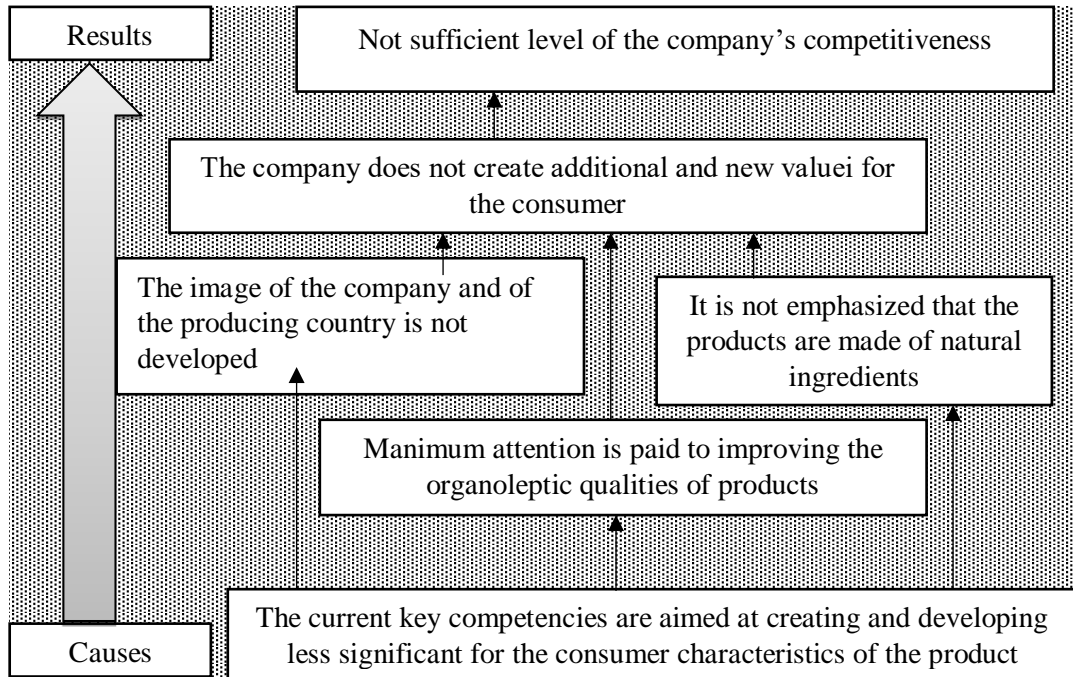 Results
Not sufficient level of the company’s competitiveness
The company does not create additional and new valuei for
the consumer
The image of the company and of
the producing country is not
developed
It is not emphasized that the
products are made of natural
ingredients
Manimum attention is paid to improving the
organoleptic qualities of products
The current key competencies are aimed at creating and developing
less significant for the consumer characteristics of the product
Causes